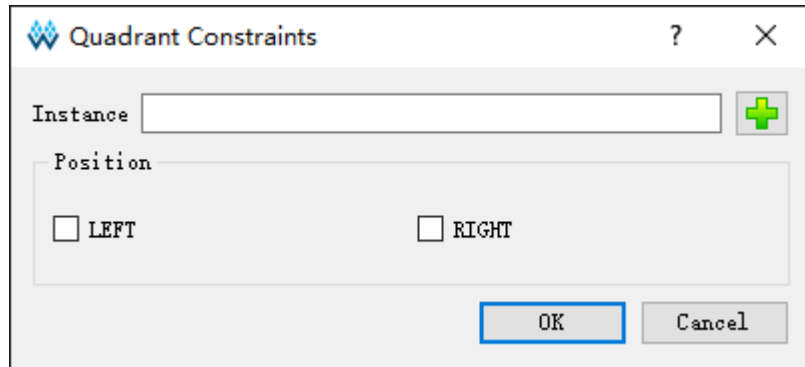 Quadrant Constraints ?
Instance
Position
LEFT RIGHT
OK Cancel